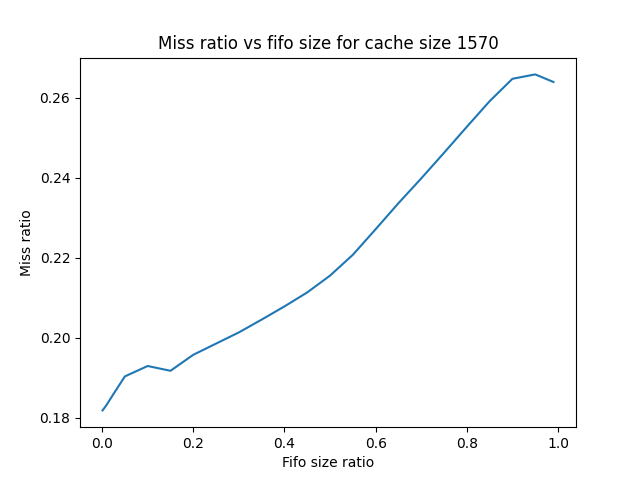 Miss ratio vs fifo size for cache size 1570
0.26
0.24
0.22
0.20
0.18
Miss ratio
0.0 0.2 0.4 0.6 0.8 1.0
Fifo size ratio